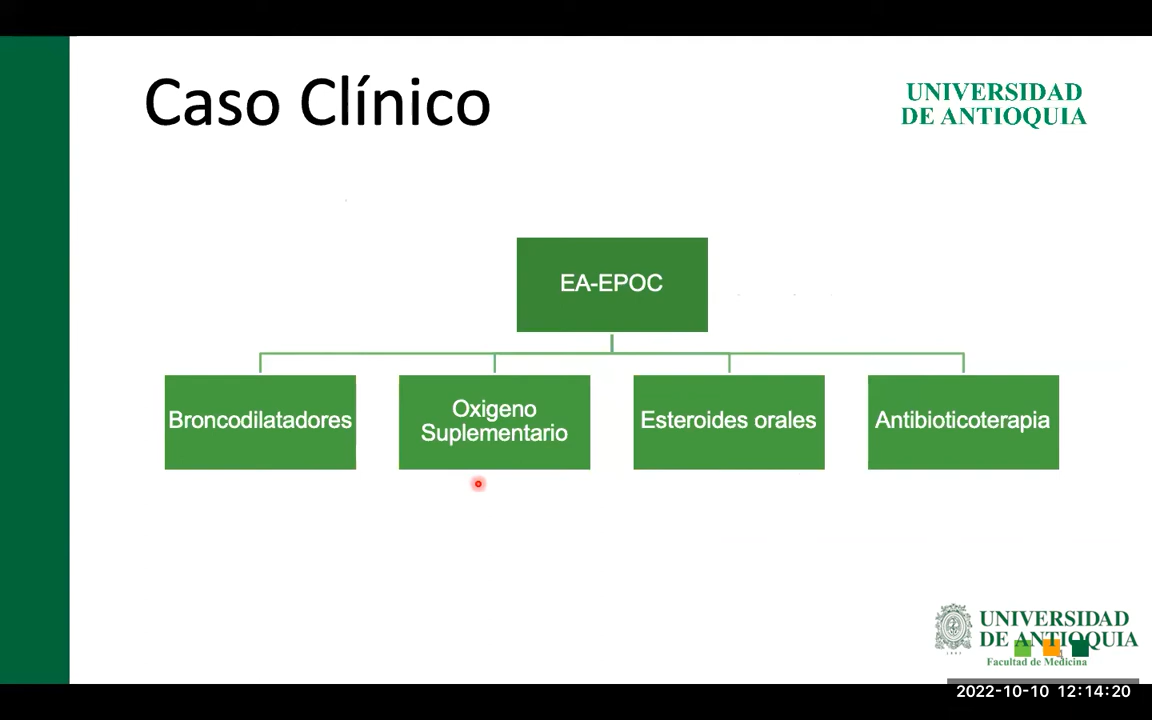 Caso Clínico
UNIVERSIDAD
DE ANTIOQUIA
EA-EPOC
Broncodilatadores
Oxigeno
Suplementario
Esteroides orales
Antibioticoterapia
UNIVERSIDAD
DE ANTIOQUIA
Facultad de Medicina
2022-10-10 12:14:20